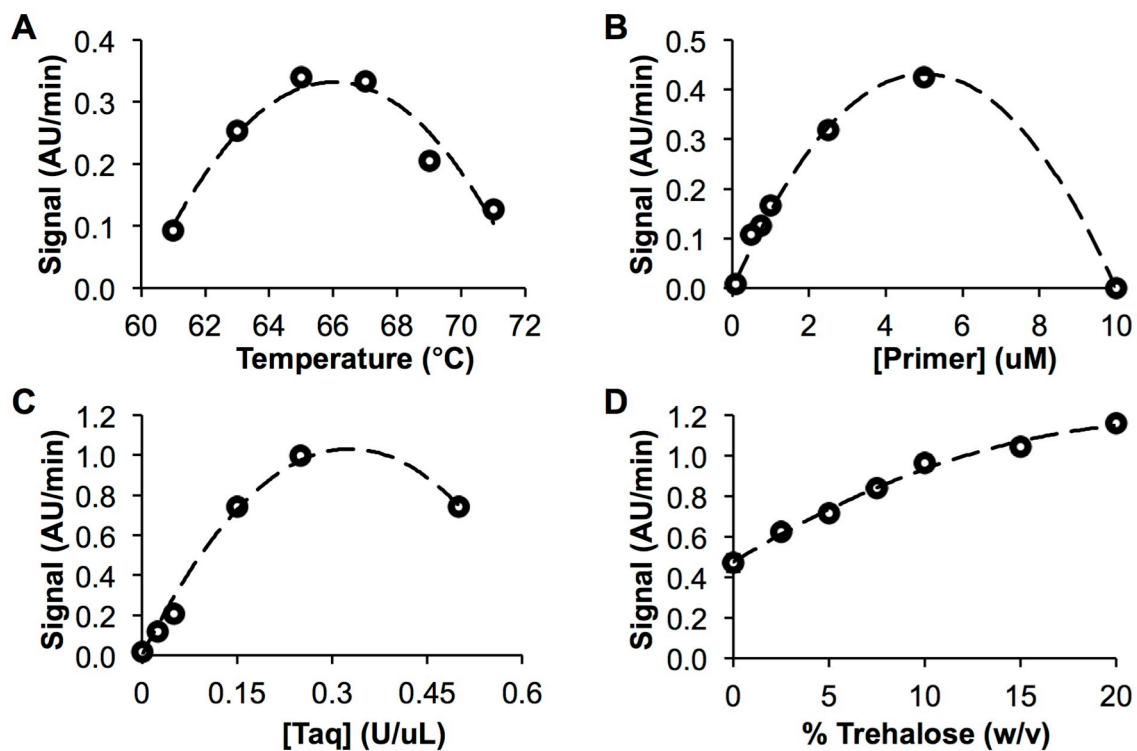 A
Signal (AU/min)
0.4
0.3
0.2
0.1
0.0
60 62 64 66 68 70 72
Temperature (°C)
B
Signal (AU/min)
0.5
0.4
0.3
0.2
0.1
0.0
0 2 4 6 8 10
[Primer] (uM)
C
Signal (AU/min)
1.2
1.0
0.8
0.6
0.4
0.2
0.0
0 0.15 0.3 0.45 0.6
[Taq] (U/uL)
D
Signal (AU/min)
1.2
1.0
0.8
0.6
0.4
0.2
0.0
0 5 10 15 20
% Trehalose (w/v)